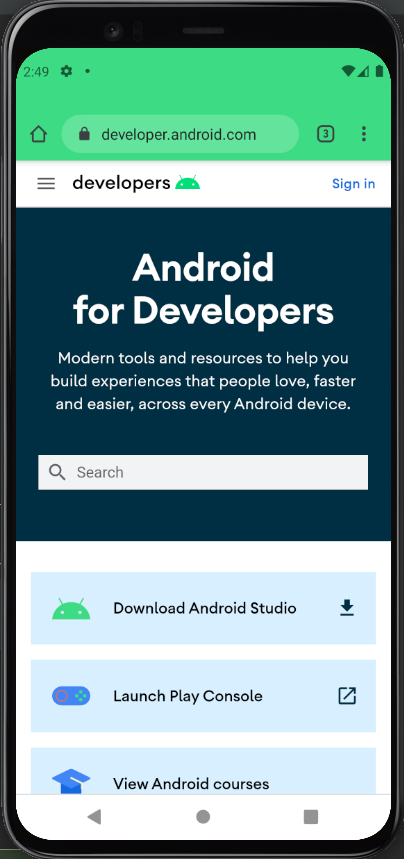 2:49
developer.android.com
3
developers
Sign in
Android
for Developers
Modern tools and resources to help you
build experiences that people love, faster
and easier, across every Android device.
Search
Download Android Studio
Launch Play Console
View Android courses